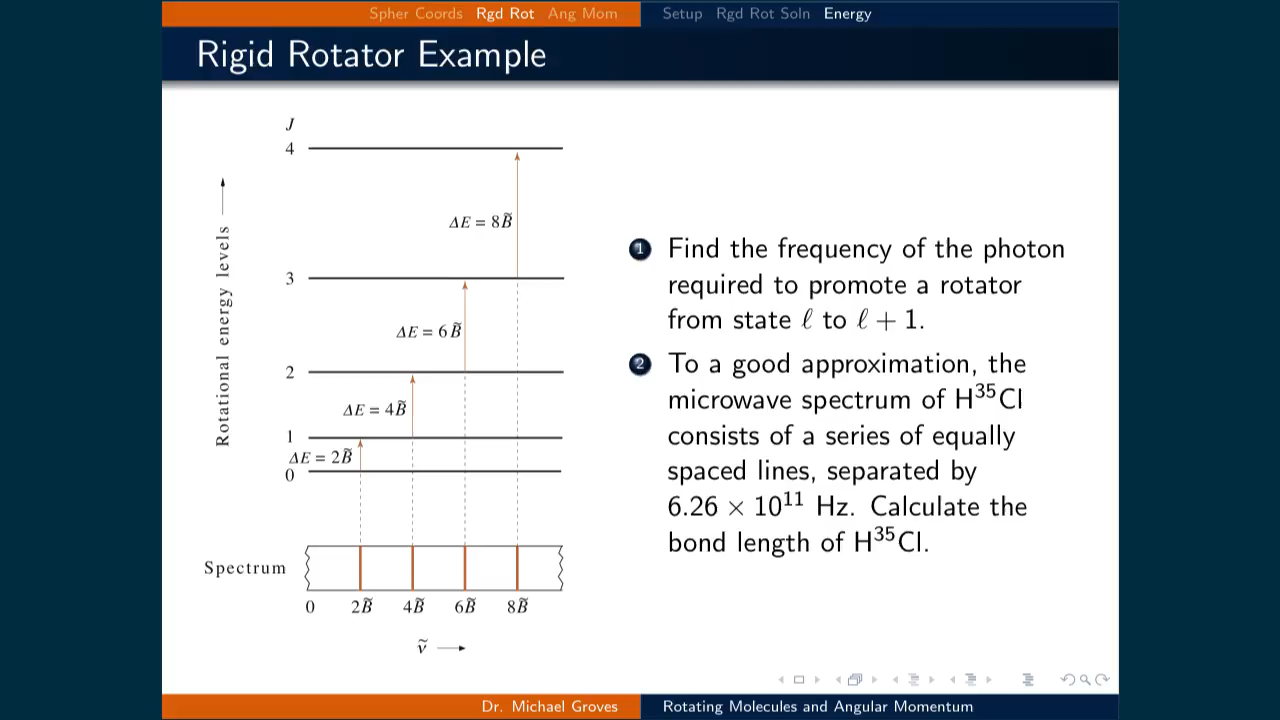 Spher Coords Rgd Rot Ang Mom Setup Rgd Rot Soln Energy
Rigid Rotator Example
J
4
ΔE = 8B̃
3
ΔE = 6B̃
2
ΔE = 4B̃
1
ΔE = 2B̃
0
Rotational energy levels
Spectrum
0 2B̃ 4B̃ 6B̃ 8B̃
ν̃
1 Find the frequency of the photon
required to promote a rotator
from state ℓ to ℓ + 1.
2 To a good approximation, the
microwave spectrum of H³⁵Cl
consists of a series of equally
spaced lines, separated by
6.26 × 10¹¹ Hz. Calculate the
bond length of H³⁵Cl.
Dr. Michael Groves Rotating Molecules and Angular Momentum